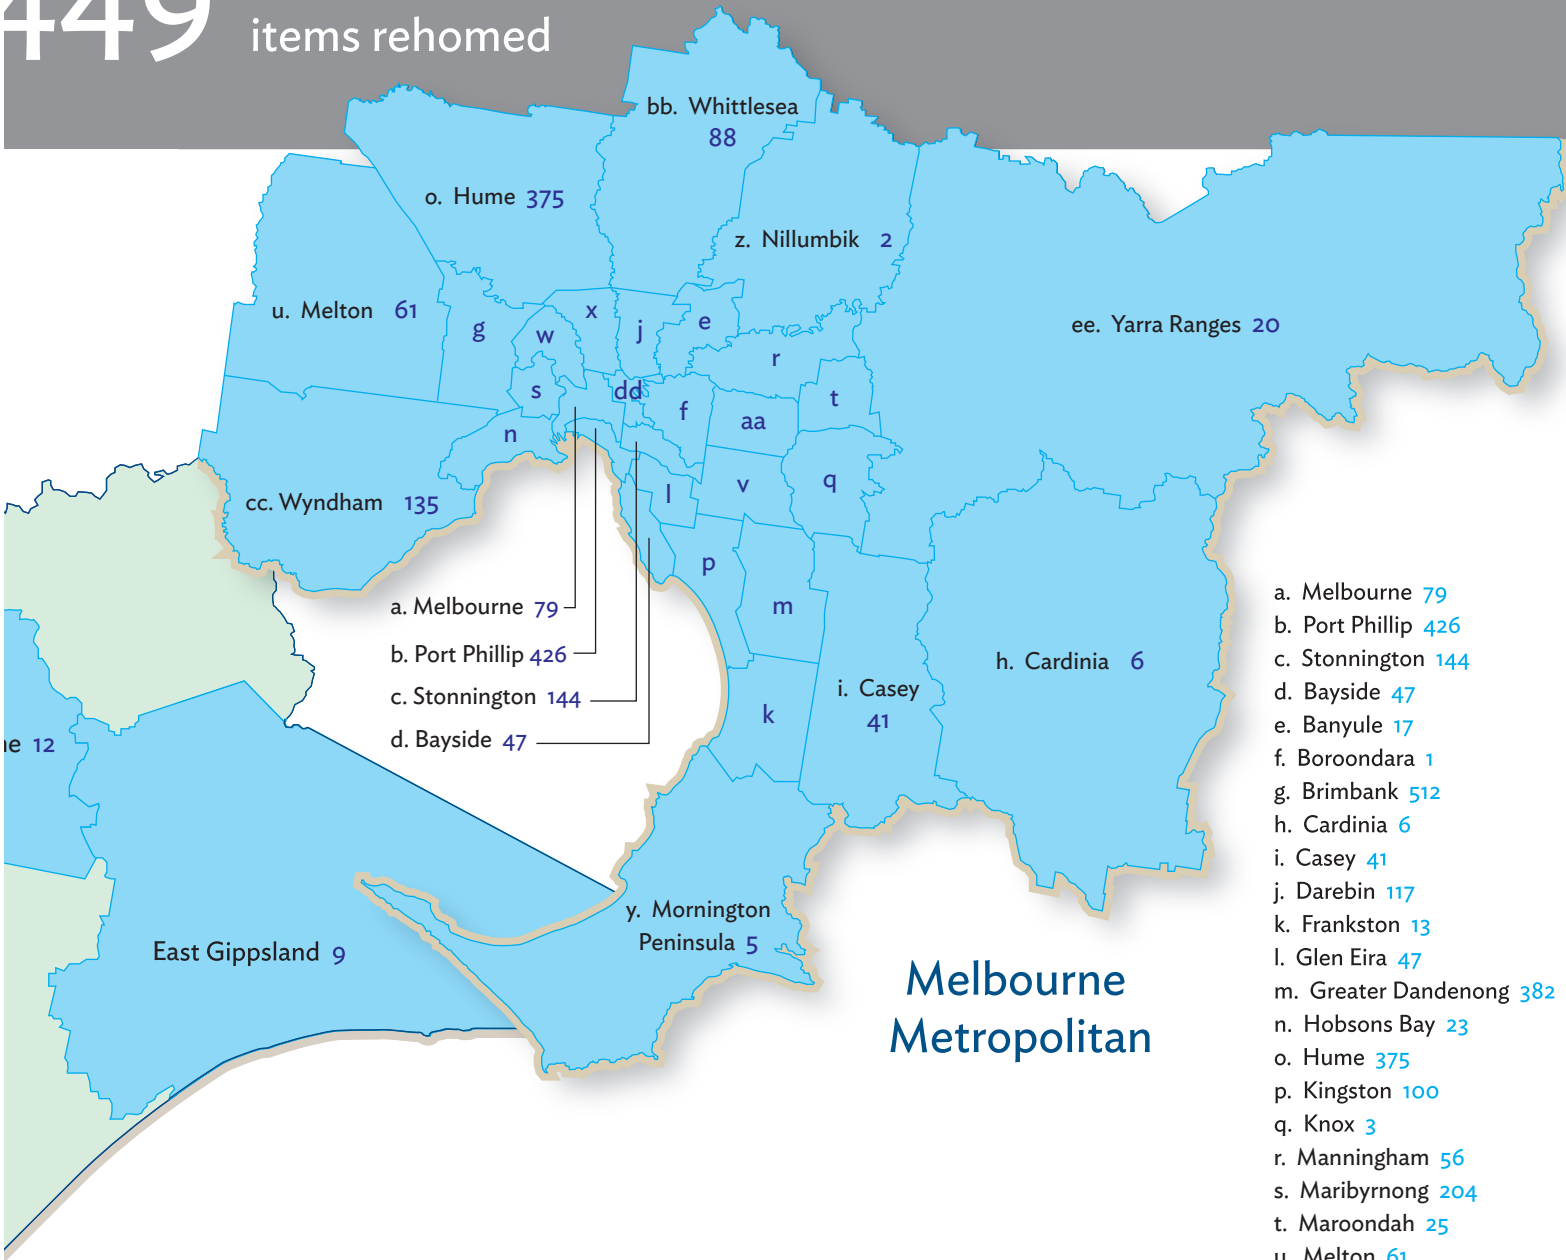 449 items rehomed
bb. Whittlesea
88
o. Hume 375
z. Nillumbik 2
u. Melton 61
g
w
x
j
e
r
ee. Yarra Ranges 20
s
dd
f
aa
t
n
l
v
q
cc. Wyndham 135
p
m
a. Melbourne 79
b. Port Phillip 426
c. Stonnington 144
d. Bayside 47
k
i. Casey
41
h. Cardinia 6
12
East Gippsland 9
y. Mornington
Peninsula 5
Melbourne
Metropolitan
a. Melbourne 79
b. Port Phillip 426
c. Stonnington 144
d. Bayside 47
e. Banyule 17
f. Boroondara 1
g. Brimbank 512
h. Cardinia 6
i. Casey 41
j. Darebin 117
k. Frankston 13
l. Glen Eira 47
m. Greater Dandenong 382
n. Hobsons Bay 23
o. Hume 375
p. Kingston 100
q. Knox 3
r. Manningham 56
s. Maribyrnong 204
t. Maroondah 25
u. Melton 61